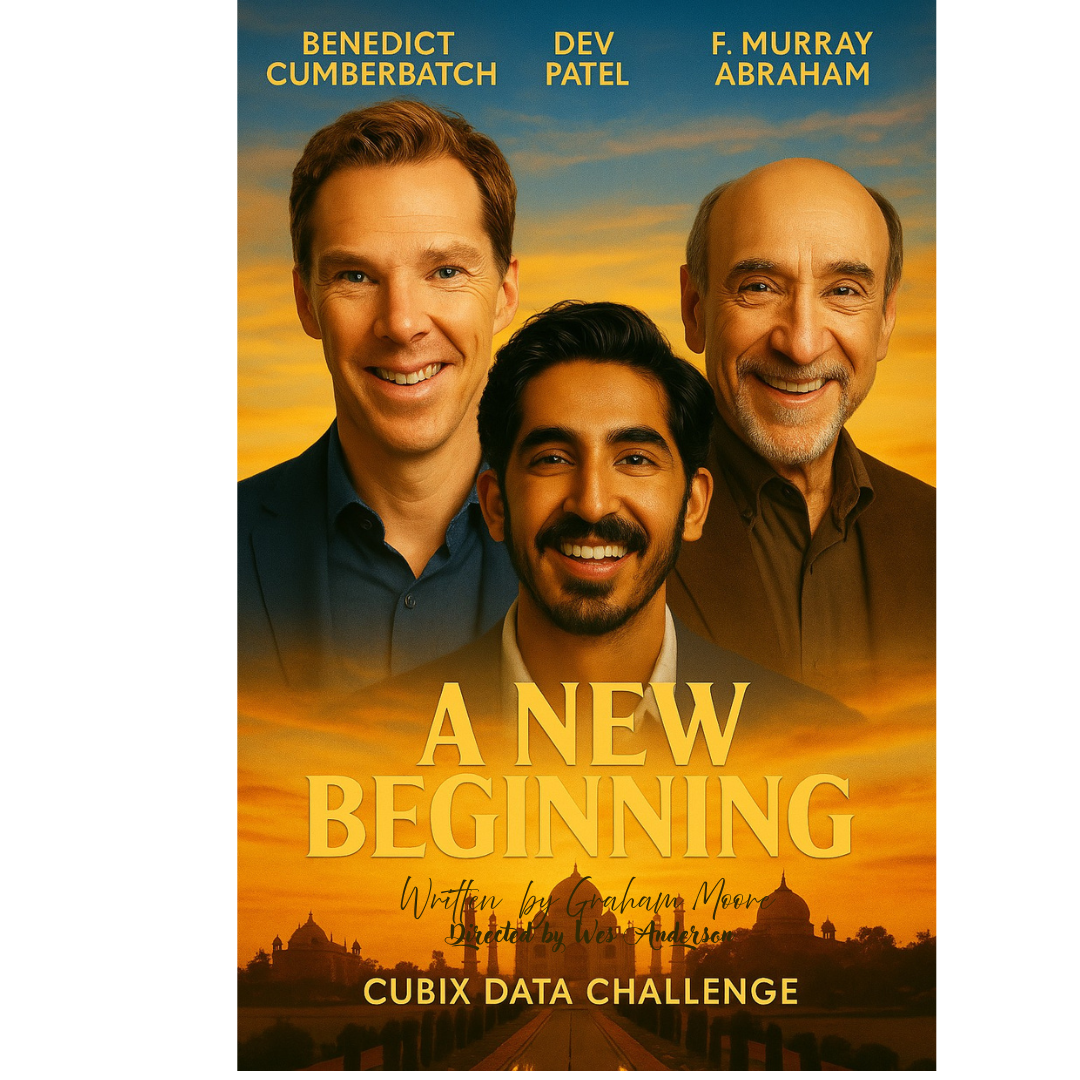 BENEDICT CUMBERBATCH
DEV PATEL
F. MURRAY ABRAHAM
A NEW
BEGINNING
Written by Graham Moore
Directed by Wes Anderson
CUBIX DATA CHALLENGE